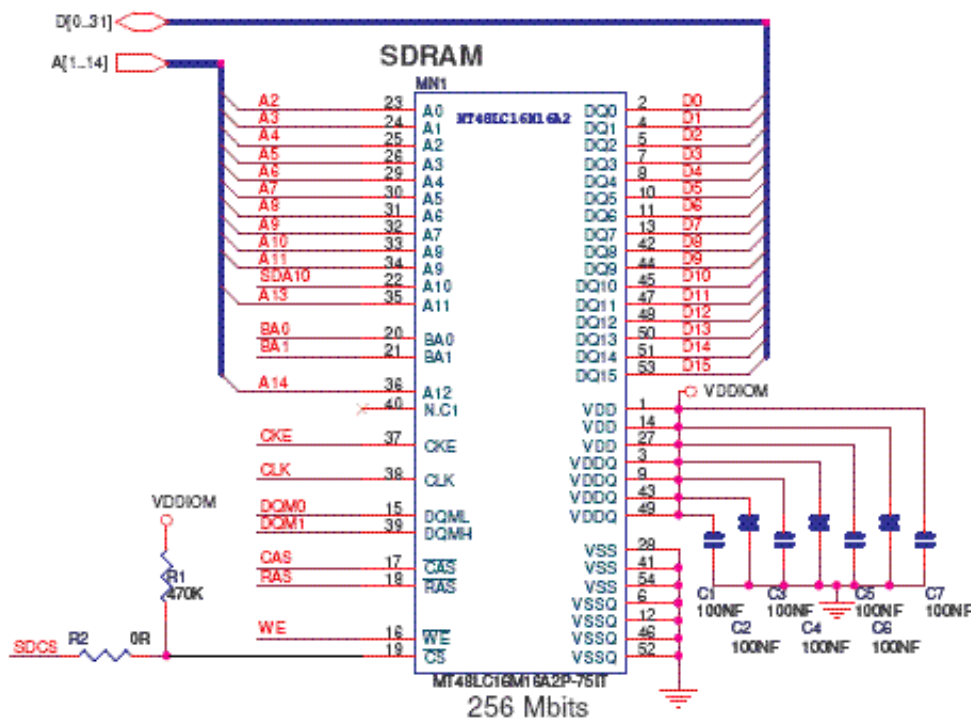 D[0..31]
A[1..14]
SDRAM
MN1
MT48LC16M16A2
A2 23 A0 DQ0 2 D0
A3 24 A1 DQ1 4 D1
A4 25 A2 DQ2 5 D2
A5 26 A3 DQ3 7 D3
A6 29 A4 DQ4 8 D4
A7 30 A5 DQ5 10 D5
A8 31 A6 DQ6 11 D6
A9 32 A7 DQ7 13 D7
A10 33 A8 DQ8 42 D8
A11 34 A9 DQ9 44 D9
SDA10 22 A10 DQ10 45 D10
A13 35 A11 DQ11 47 D11
DQ12 48 D12
BA0 20 BA0 DQ13 50 D13
BA1 21 BA1 DQ14 51 D14
DQ15 53 D15
A14 36 A12
VDDIOM
40 N.C1 VDD 1
VDD 14
CKE 37 CKE VDD 27
VDDQ 3
CLK 38 CLK VDDQ 9
VDDQ 43
DQM0 15 DQML VDDQ 49
DQM1 39 DQMH
VDDIOM
VSS 28
CAS 17 CAS VSS 41
RAS 18 RAS VSS 54
VSSQ 6
VSSQ 12
WE 16 WE VSSQ 46
19 CS VSSQ 52
R1
470K
SDCS R2 0R
C1 C3 C5 C7
100NF 100NF 100NF 100NF
C2 C4 C6
100NF 100NF 100NF
MT48LC16M16A2P-75IT
256 Mbits